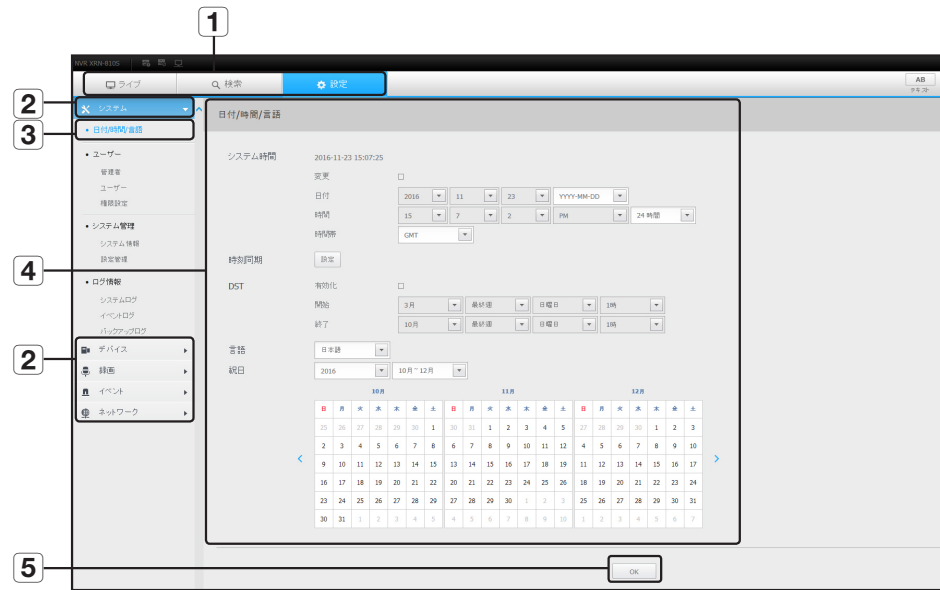 1
NVR XRN-810S
ライブ 検索 設定 AB
テキスト
2 システム
日付/時間/言語
3 • 日付/時間/言語
• ユーザー
管理者
ユーザー
権限設定
• システム管理
システム情報
設定管理
• ログ情報
システムログ
イベントログ
バックアップログ
4
2 デバイス
録画
イベント
ネットワーク
システム時間 2016-11-23 15:07:25
変更
日付 2016 11 23 YYYY-MM-DD
時間 15 7 2 PM 24 時間
時間帯 GMT
時刻同期 設定
DST 有効化
開始 3月 最終週 日曜日 1時
終了 10月 最終週 日曜日 1時
言語 日本語
祝日 2016 10月~12月
10月 11月 12月
日 月 火 水 木 金 土 日 月 火 水 木 金 土 日 月 火 水 木 金 土
25 26 27 28 29 30 1 30 31 1 2 3 4 5 27 28 29 30 1 2 3
2 3 4 5 6 7 8 6 7 8 9 10 11 12 4 5 6 7 8 9 10
< 9 10 11 12 13 14 15 13 14 15 16 17 18 19 11 12 13 14 15 16 17 >
16 17 18 19 20 21 22 20 21 22 23 24 25 26 18 19 20 21 22 23 24
23 24 25 26 27 28 29 27 28 29 30 1 2 3 25 26 27 28 29 30 31
30 31 1 2 3 4 5 4 5 6 7 8 9 10 1 2 3 4 5 6 7
5 OK